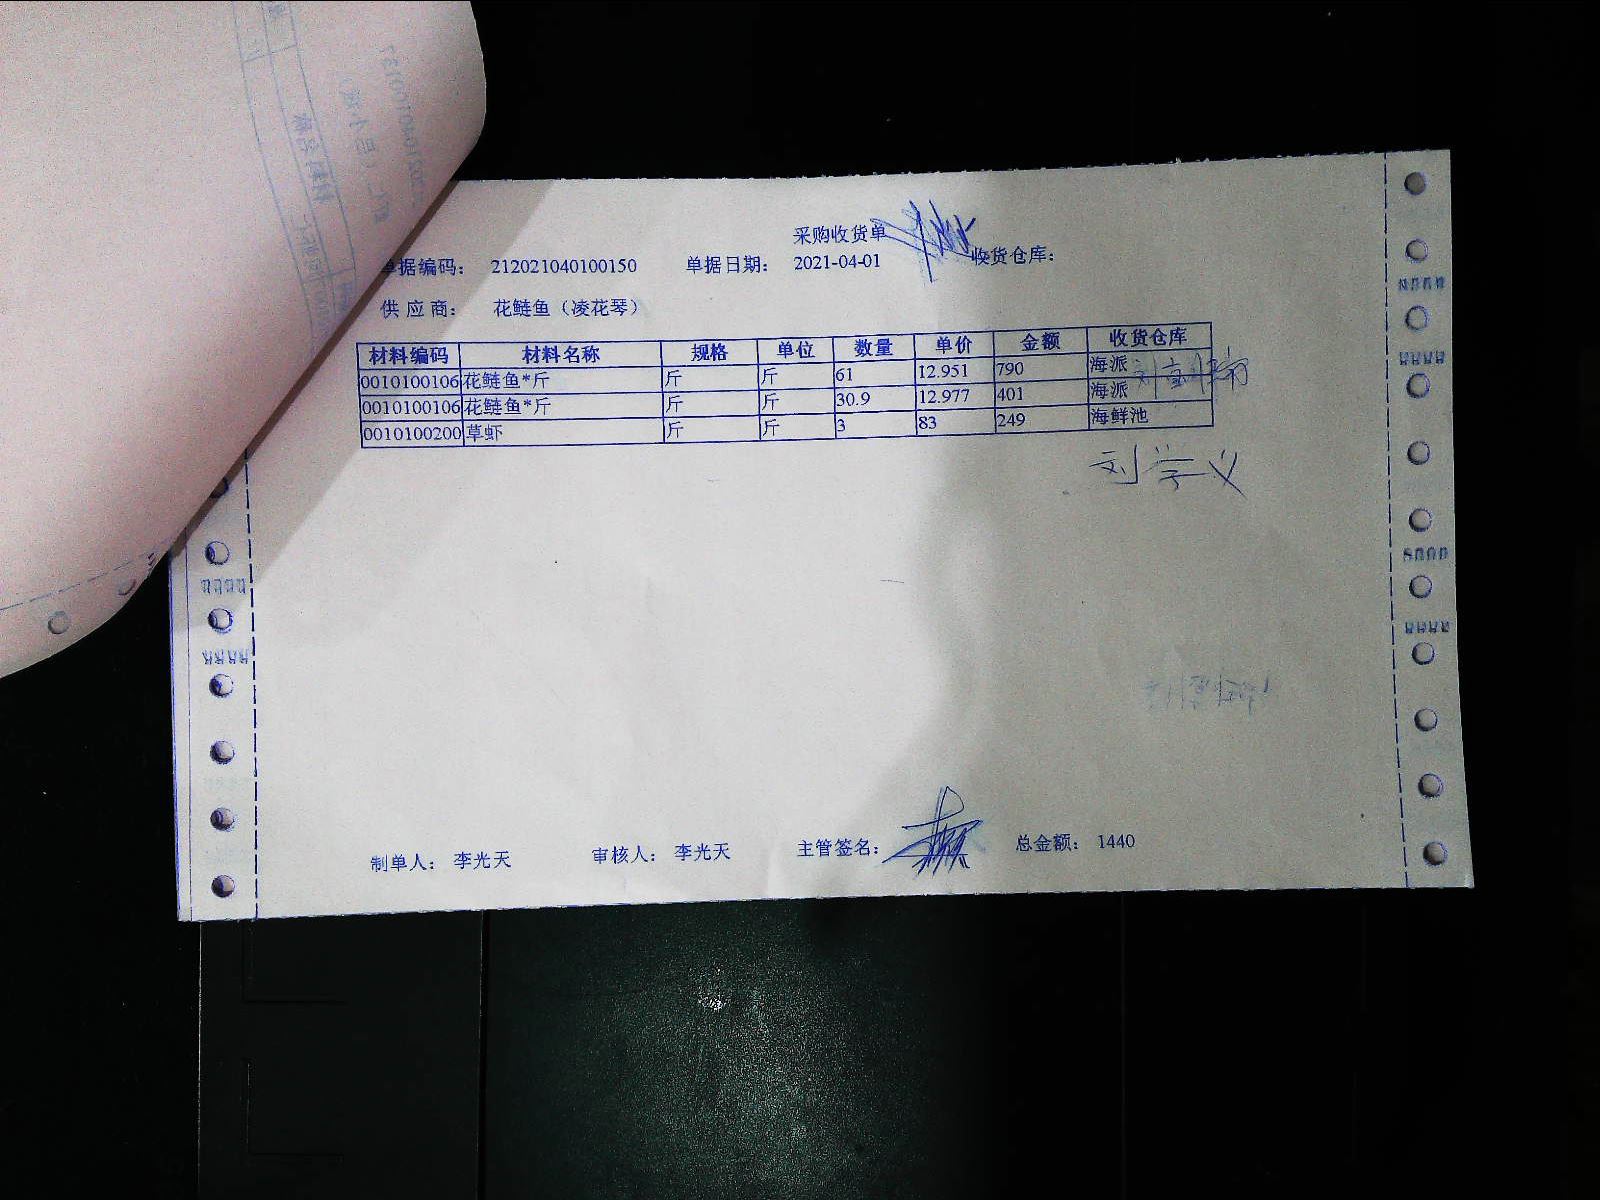 采购收货单
单据编码： 212021040100150 单据日期： 2021-04-01 收货仓库：
供 应 商： 花鲢鱼（凌花琴）
材料编码 材料名称 规格 单位 数量 单价 金额 收货仓库
0010100106 花鲢鱼*斤 斤 斤 61 12.951 790 海派
0010100106 花鲢鱼*斤 斤 斤 30.9 12.977 401 海派
0010100200 草虾 斤 斤 3 83 249 海鲜池
刘学义
制单人： 李光天 审核人： 李光天 主管签名： 总金额： 1440